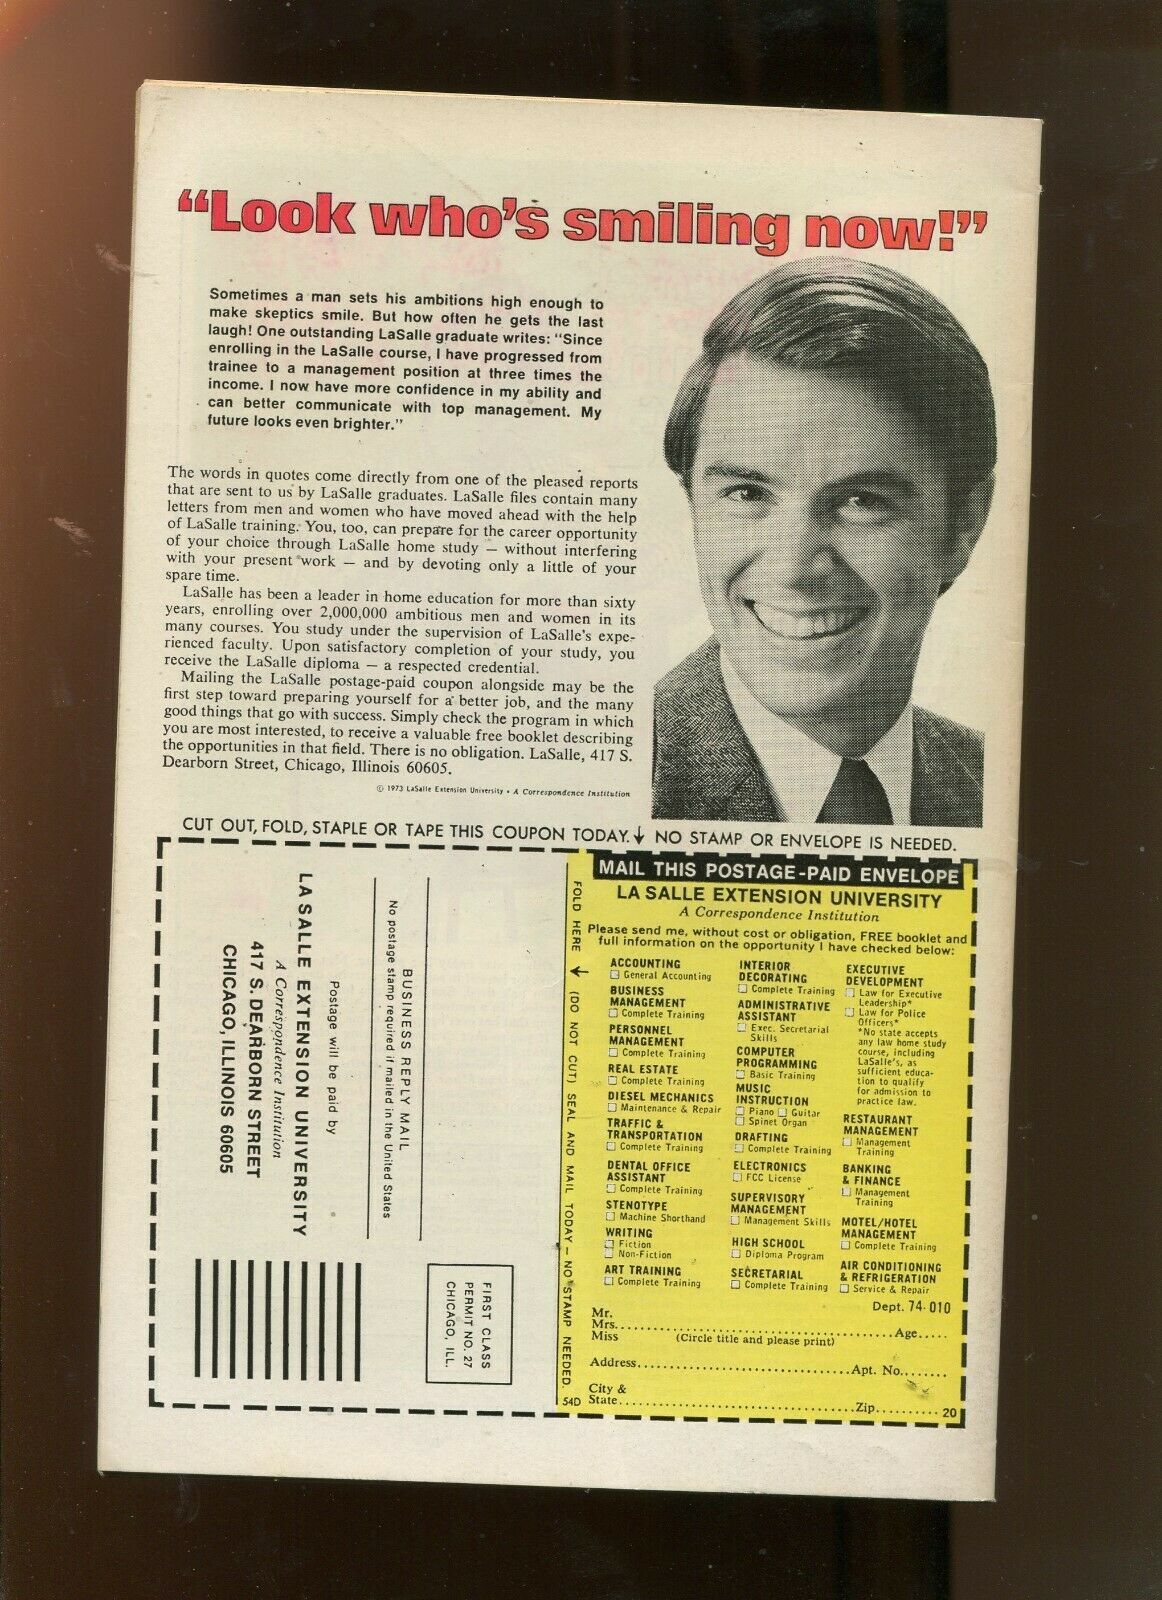 “Look who's smiling now!”
Sometimes a man sets his ambitions high enough to
make skeptics smile. But how often he gets the last
laugh! One outstanding LaSalle graduate writes: "Since
enrolling in the LaSalle course, I have progressed from
trainee to a management position at three times the
income. I now have more confidence in my ability and
can better communicate with top management. My
future looks even brighter."
The words in quotes come directly from one of the pleased reports
that are sent to us by LaSalle graduates. LaSalle files contain many
letters from men and women who have moved ahead with the help
of LaSalle training. You, too, can prepare for the career opportunity
of your choice through LaSalle home study — without interfering
with your present work — and by devoting only a little of your
spare time.
LaSalle has been a leader in home education for more than sixty
years, enrolling over 2,000,000 ambitious men and women in its
many courses. You study under the supervision of LaSalle's expe-
rienced faculty. Upon satisfactory completion of your study, you
receive the LaSalle diploma — a respected credential.
Mailing the LaSalle postage-paid coupon alongside may be the
first step toward preparing yourself for a better job, and the many
good things that go with success. Simply check the program in which
you are most interested, to receive a valuable free booklet describing
the opportunities in that field. There is no obligation. LaSalle, 417 S.
Dearborn Street, Chicago, Illinois 60605.
© 1973 LaSalle Extension University • A Correspondence Institution
CUT OUT, FOLD, STAPLE OR TAPE THIS COUPON TODAY.↓ NO STAMP OR ENVELOPE IS NEEDED.
BUSINESS REPLY MAIL
No postage stamp required if mailed in the United States
Postage will be paid by
LASALLE EXTENSION UNIVERSITY
A Correspondence Institution
417 S. DEARBORN STREET
CHICAGO, ILLINOIS 60605
FIRST CLASS
PERMIT NO. 27
CHICAGO, ILL.
FOLD HERE ↓ (DO NOT CUT) SEAL AND MAIL TODAY — NO STAMP NEEDED.
54D
MAIL THIS POSTAGE-PAID ENVELOPE
LA SALLE EXTENSION UNIVERSITY
A Correspondence Institution
Please send me, without cost or obligation, FREE booklet and
full information on the opportunity I have checked below:
ACCOUNTING
☐ General Accounting
BUSINESS
MANAGEMENT
☐ Complete Training
PERSONNEL
MANAGEMENT
☐ Complete Training
REAL ESTATE
☐ Complete Training
DIESEL MECHANICS
☐ Maintenance & Repair
TRAFFIC &
TRANSPORTATION
☐ Complete Training
DENTAL OFFICE
ASSISTANT
☐ Complete Training
STENOTYPE
☐ Machine Shorthand
WRITING
☐ Fiction
☐ Non-Fiction
ART TRAINING
☐ Complete Training
INTERIOR
DECORATING
☐ Complete Training
ADMINISTRATIVE
ASSISTANT
☐ Exec. Secretarial
Skills
COMPUTER
PROGRAMMING
☐ Basic Training
MUSIC
INSTRUCTION
☐ Piano ☐ Guitar
☐ Spinet Organ
DRAFTING
☐ Complete Training
ELECTRONICS
☐ FCC License
SUPERVISORY
MANAGEMENT
☐ Management Skills
HIGH SCHOOL
☐ Diploma Program
SECRETARIAL
☐ Complete Training
EXECUTIVE
DEVELOPMENT
☐ Law for Executive
Leadership*
☐ Law for Police
Officers*
*No state accepts
any law home study
course, including
LaSalle's, as
sufficient educa-
tion to qualify
for admission to
practice law.
RESTAURANT
MANAGEMENT
☐ Management
Training
BANKING
& FINANCE
☐ Management
Training
MOTEL/HOTEL
MANAGEMENT
☐ Complete Training
AIR CONDITIONING
& REFRIGERATION
☐ Service & Repair
Dept. 74-010
Mr.
Mrs. Age
Miss (Circle title and please print)
Address Apt. No.
City &
State Zip 20